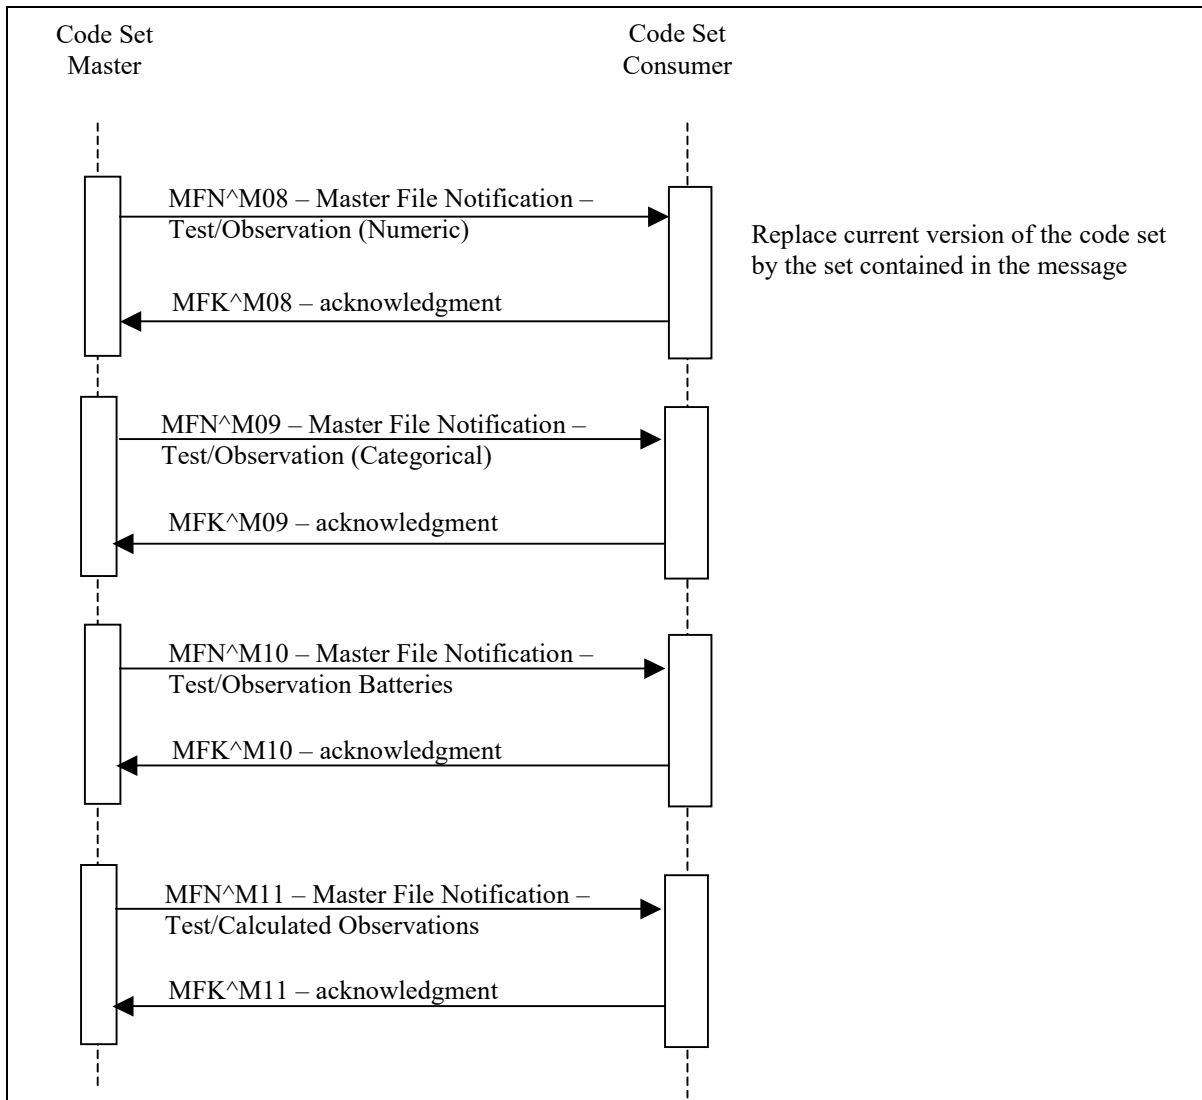 Code Set
Master
Code Set
Consumer
MFN^M08 – Master File Notification –
Test/Observation (Numeric)
Replace current version of the code set
by the set contained in the message
MFK^M08 – acknowledgment
MFN^M09 – Master File Notification –
Test/Observation (Categorical)
MFK^M09 – acknowledgment
MFN^M10 – Master File Notification –
Test/Observation Batteries
MFK^M10 – acknowledgment
MFN^M11 – Master File Notification –
Test/Calculated Observations
MFK^M11 – acknowledgment